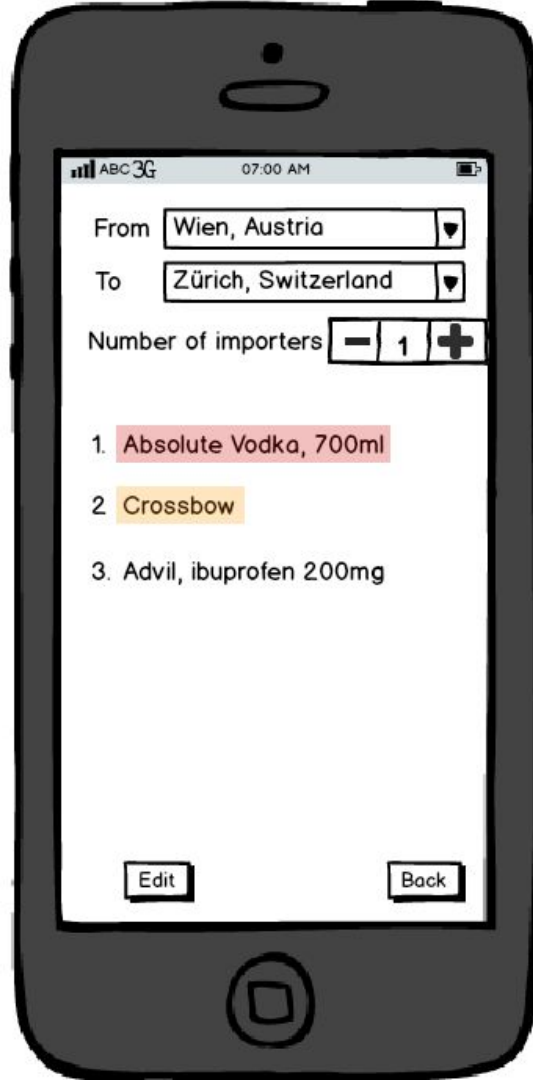 ABC 3G 07:00 AM
From Wien, Austria
To Zürich, Switzerland
Number of importers 1
1. Absolute Vodka, 700ml
2 Crossbow
3. Advil, ibuprofen 200mg
Edit Back